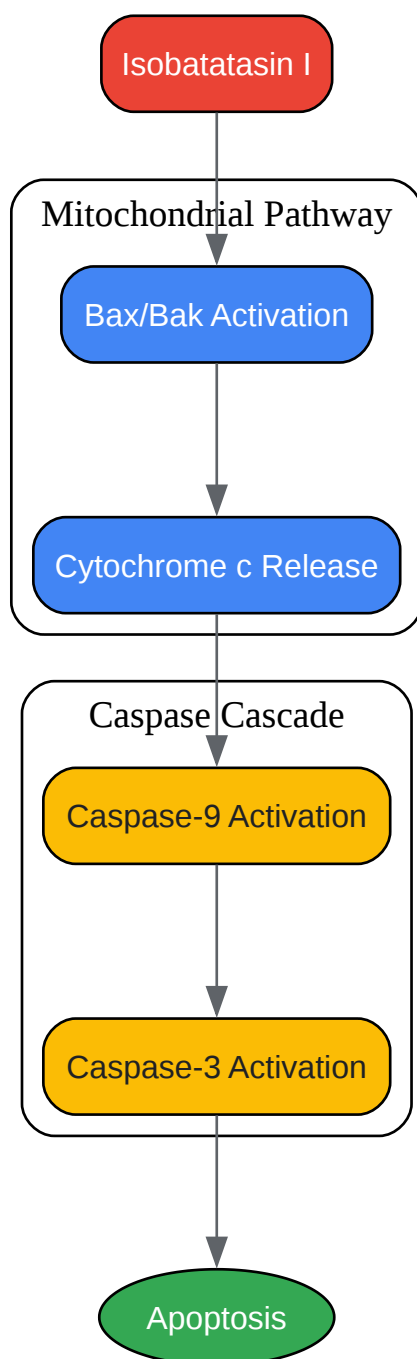 Isobatatasin I
Mitochondrial Pathway
Bax/Bak Activation
Cytochrome c Release
Caspase Cascade
Caspase-9 Activation
Caspase-3 Activation
Apoptosis